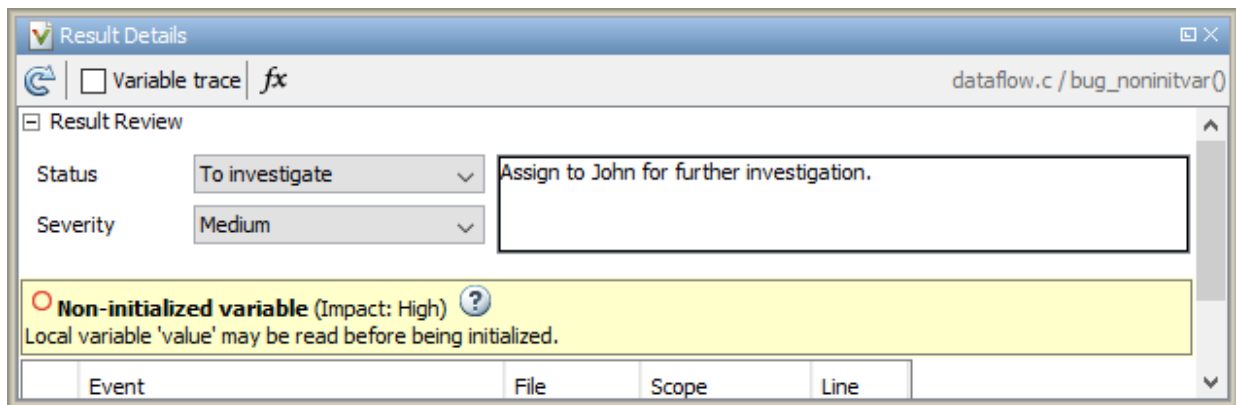 Result Details
Variable trace fx dataflow.c / bug_noninitvar()
Result Review
Status To investigate Assign to John for further investigation.
Severity Medium
Non-initialized variable (Impact: High) ?
Local variable 'value' may be read before being initialized.
Event File Scope Line